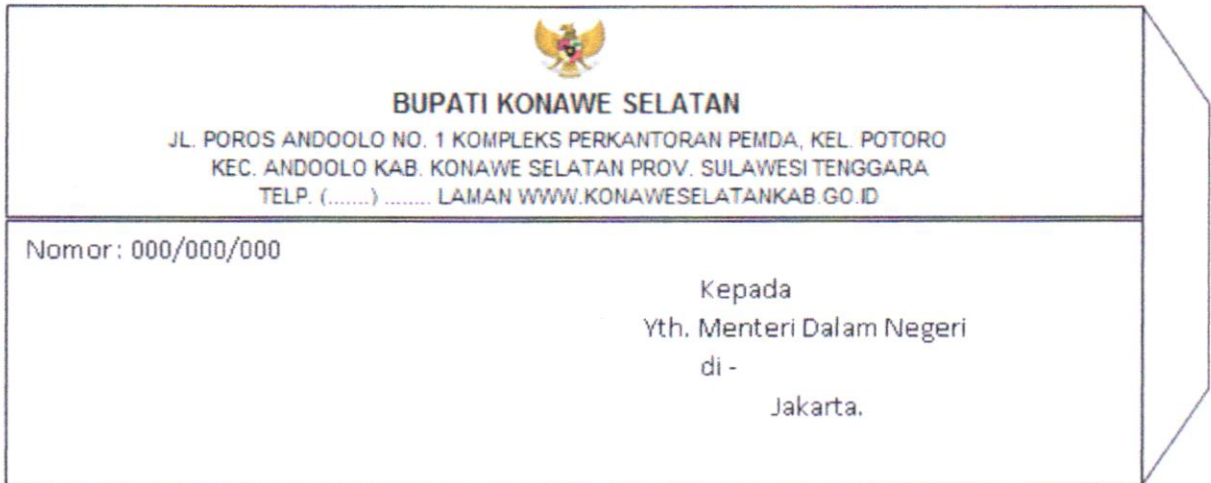 BUPATI KONAWE SELATAN
JL. POROS ANDOOLO NO. 1 KOMPLEKS PERKANTORAN PEMDA, KEL. POTORO
KEC. ANDOOLO KAB. KONAWE SELATAN PROV. SULAWESI TENGGARA
TELP. (.......) ........ LAMAN WWW.KONAWESELATANKAB.GO.ID
Nomor : 000/000/000
Kepada
Yth. Menteri Dalam Negeri
di -
Jakarta.